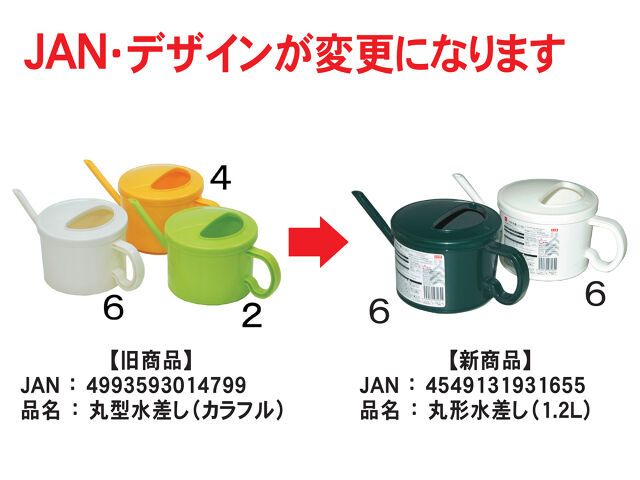 JAN・デザインが変更になります
4
6
2
6
6
【旧商品】
JAN ： 4993593014799
品名 ： 丸型水差し（カラフル）
【新商品】
JAN ： 4549131931655
品名 ： 丸形水差し（1.2L）